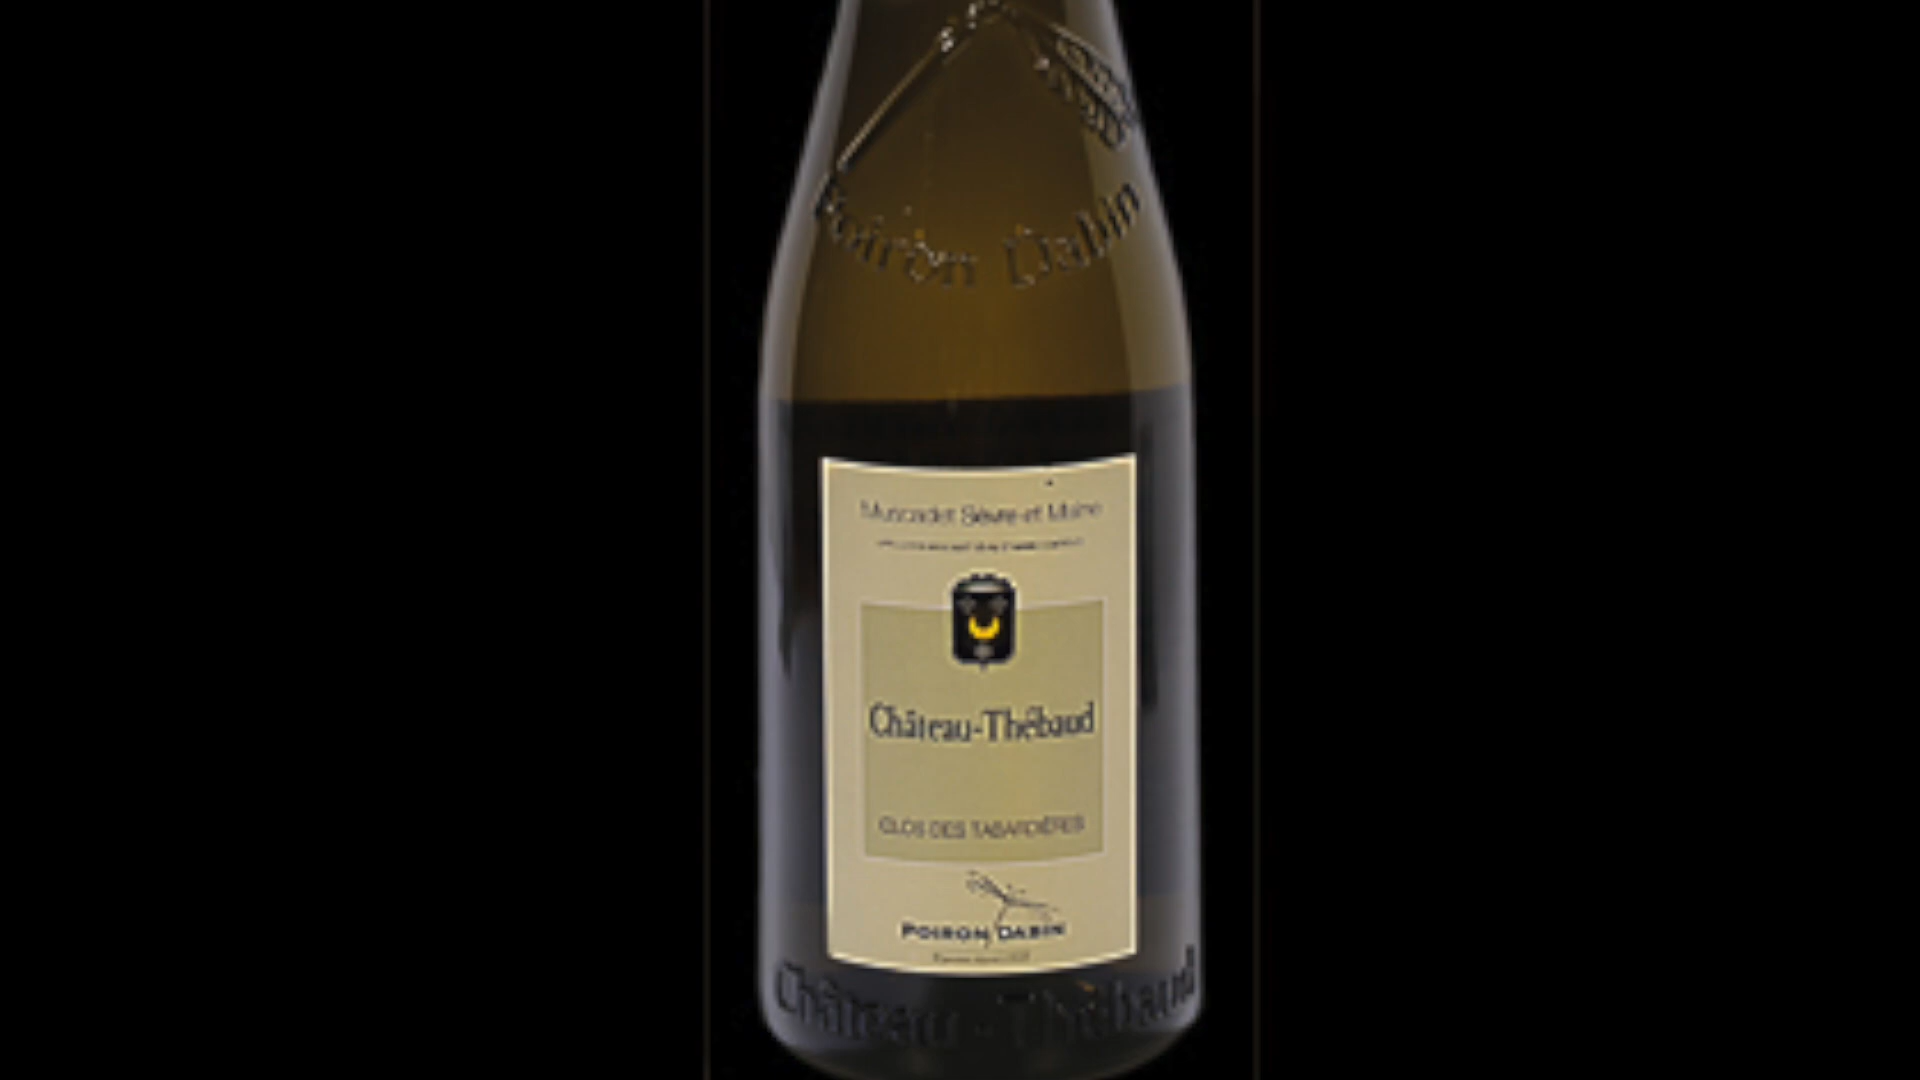 Poiron Dabin
Muscadet Sèvre et Maine
Château-Thébaud
CLOS DES TABARDIÈRES
POIRON DABIN
Château-Thébaud